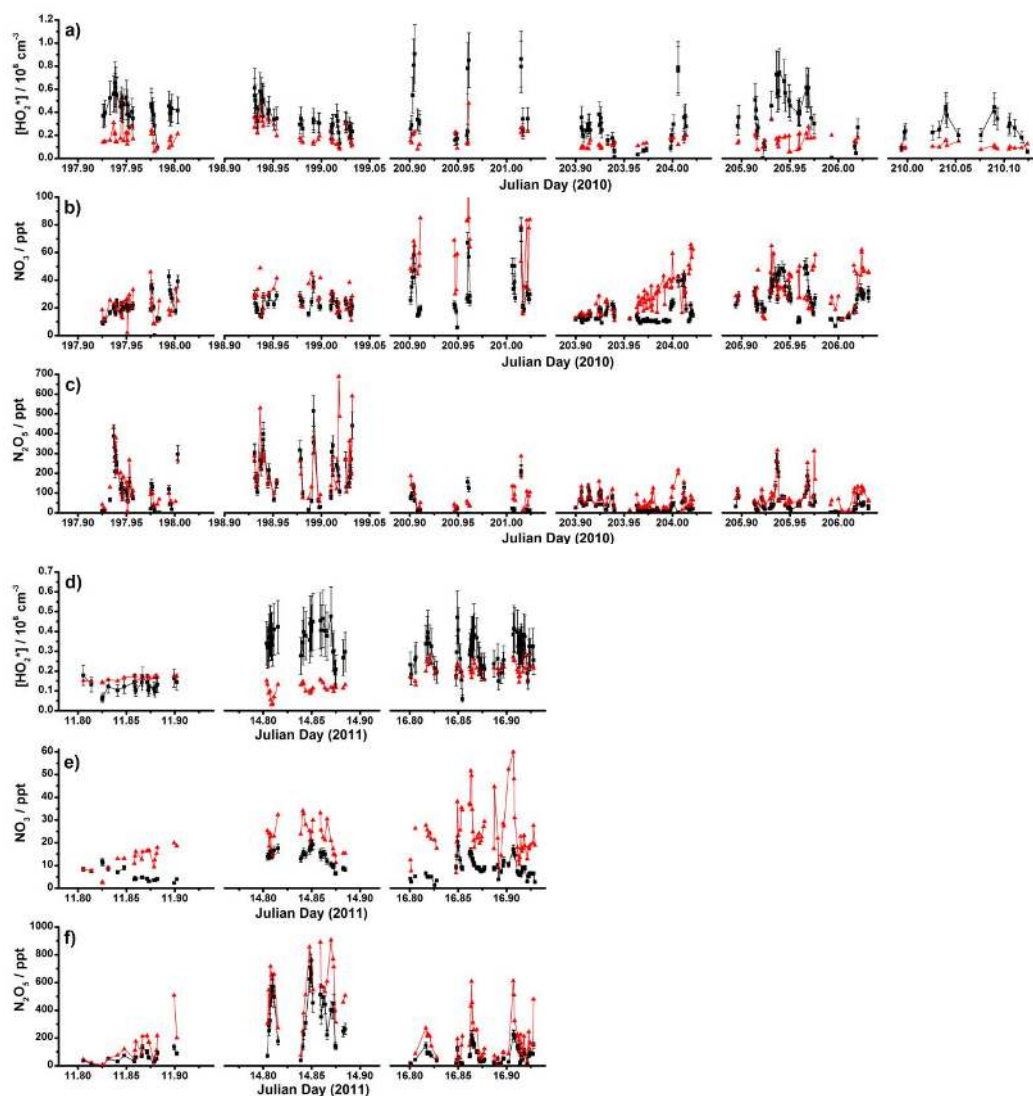 a)
[HO₂*] / 10⁸ cm⁻³
1.2
1.0
0.8
0.6
0.4
0.2
0.0
197.90 197.95 198.00 198.90 198.95 199.00 199.05 200.90 200.95 201.00 203.90 203.95 204.00 205.90 205.95 206.00 210.00 210.05 210.10
Julian Day (2010)
b)
NO₃ / ppt
100
80
60
40
20
0
197.90 197.95 198.00 198.90 198.95 199.00 199.05 200.90 200.95 201.00 203.90 203.95 204.00 205.90 205.95 206.00
Julian Day (2010)
c)
N₂O₅ / ppt
700
600
500
400
300
200
100
0
197.90 197.95 198.00 198.90 198.95 199.00 199.05 200.90 200.95 201.00 203.90 203.95 204.00 205.90 205.95 206.00
Julian Day (2010)
d)
[HO₂*] / 10⁸ cm⁻³
0.7
0.6
0.5
0.4
0.3
0.2
0.1
0.0
11.80 11.85 11.90 14.80 14.85 14.90 16.80 16.85 16.90
Julian Day (2011)
e)
NO₃ / ppt
60
50
40
30
20
10
0
11.80 11.85 11.90 14.80 14.85 14.90 16.80 16.85 16.90
Julian Day (2011)
f)
N₂O₅ / ppt
1000
800
600
400
200
0
11.80 11.85 11.90 14.80 14.85 14.90 16.80 16.85 16.90
Julian Day (2011)